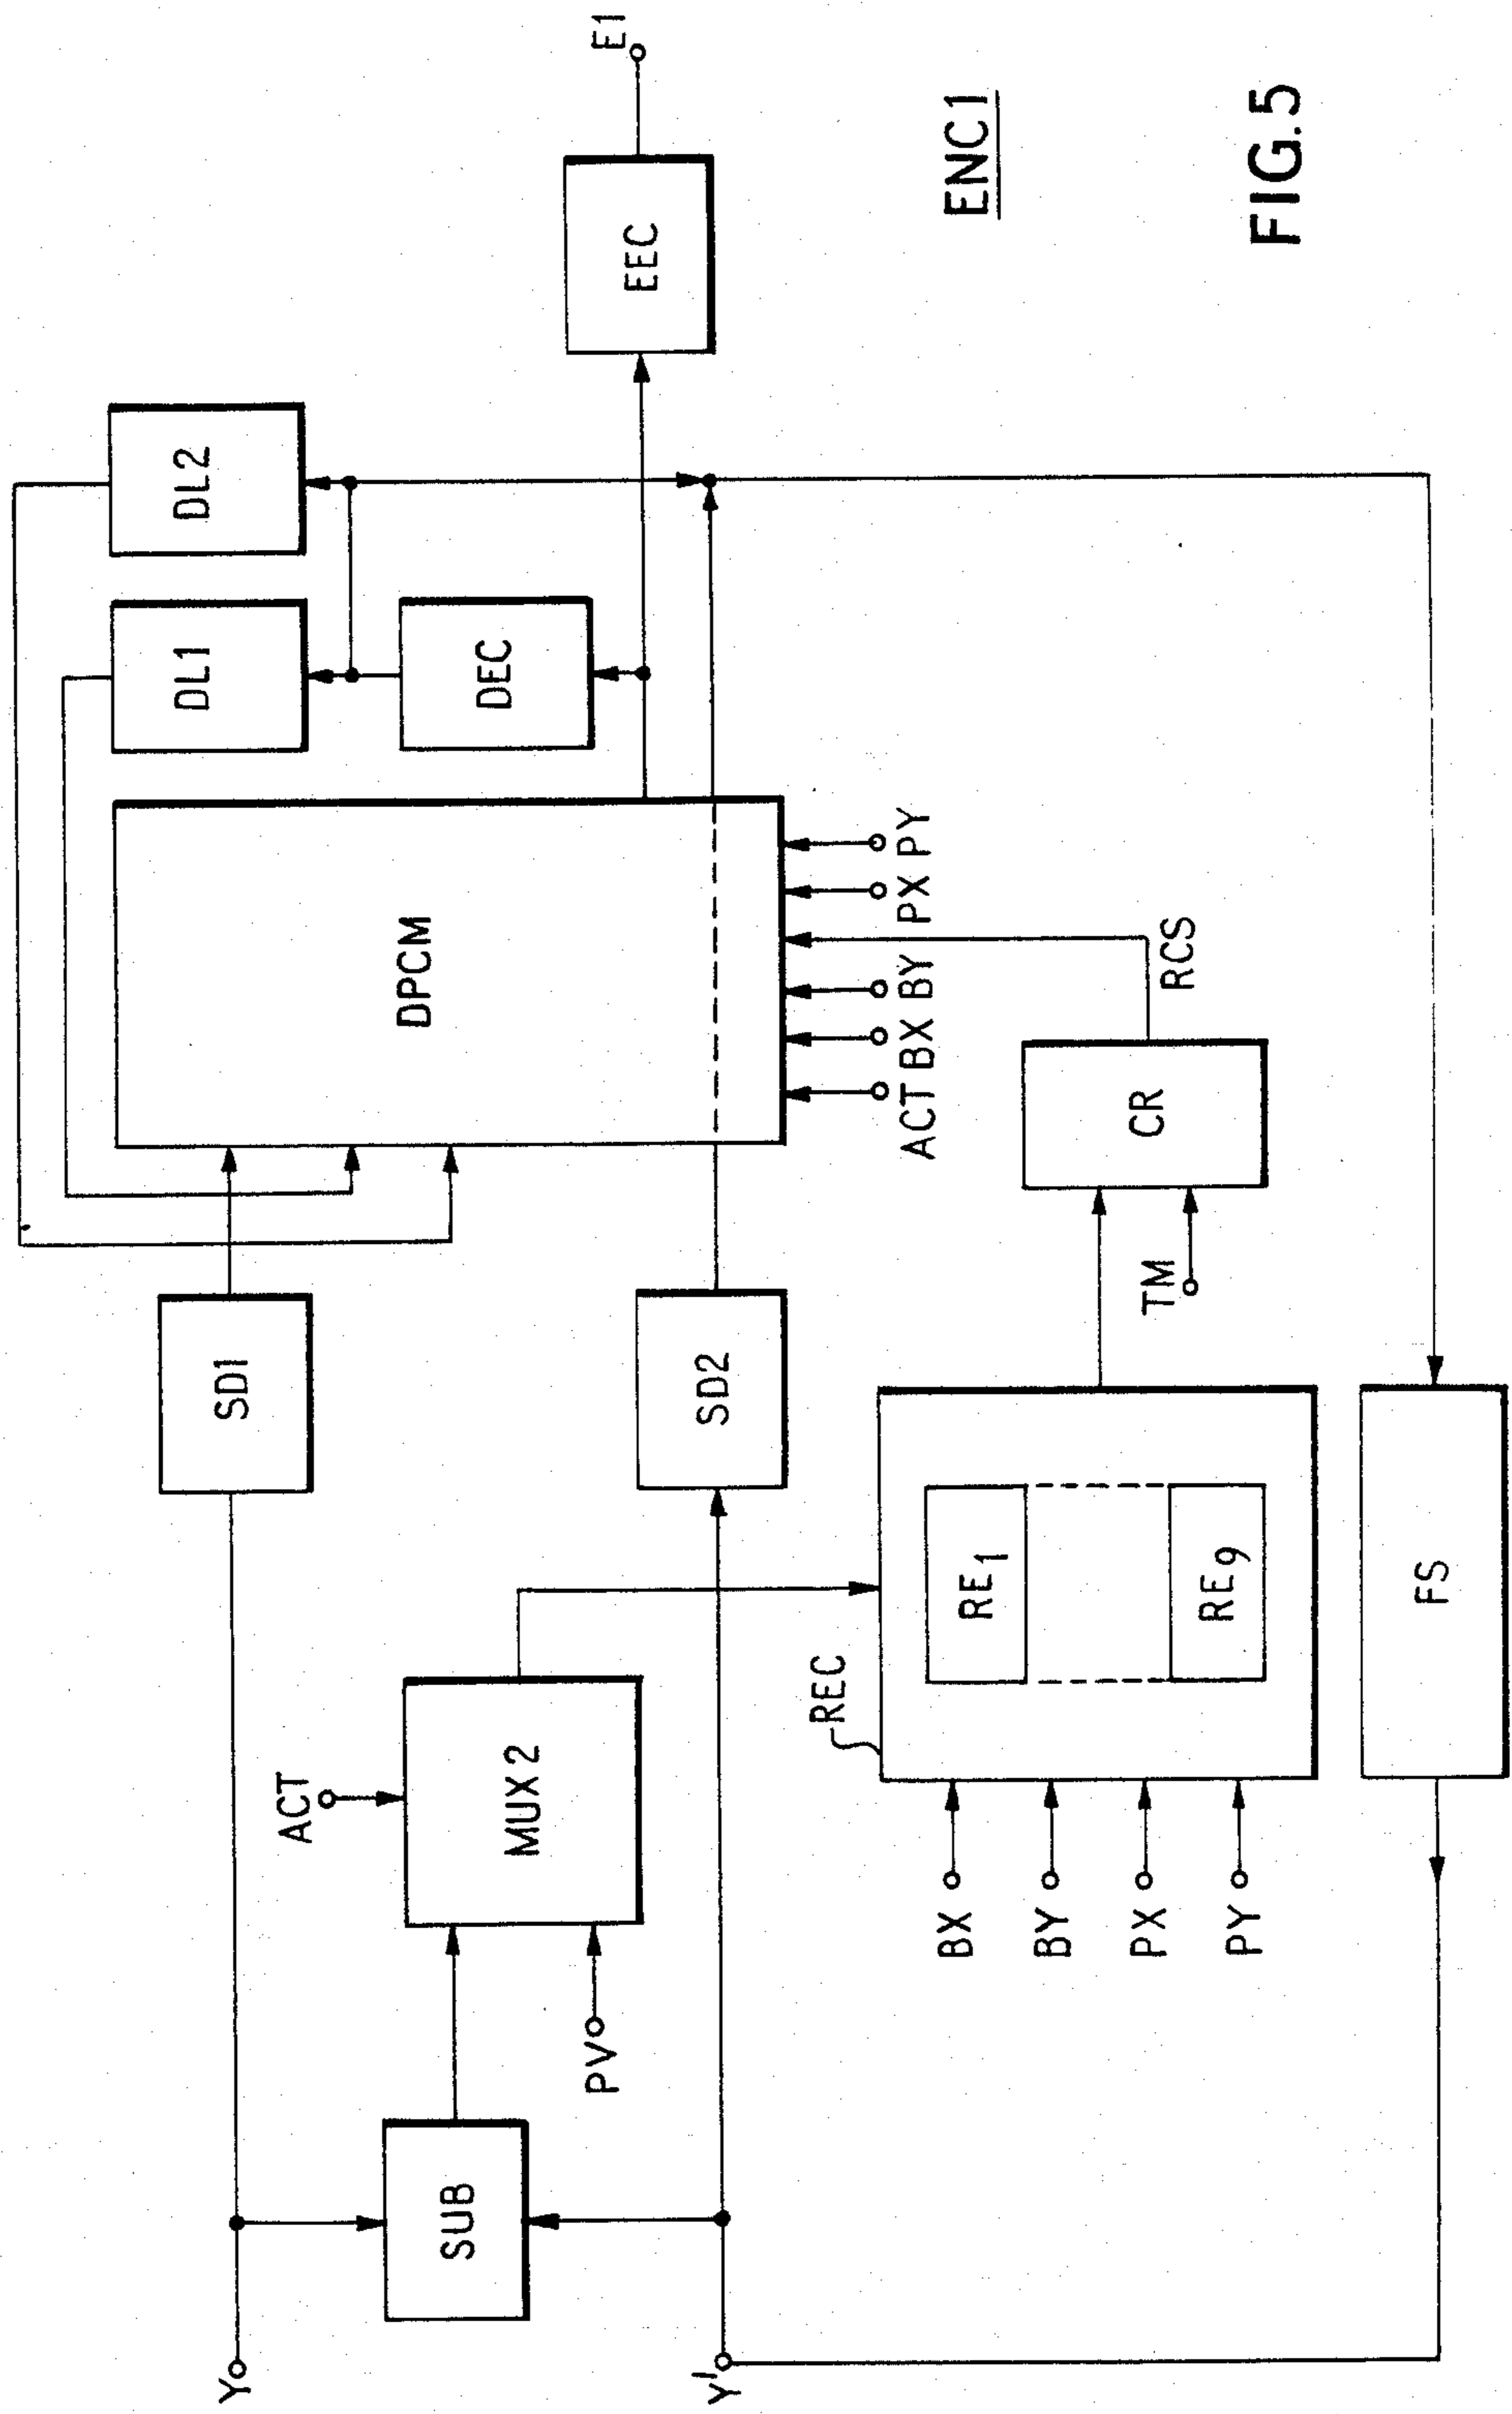 Y
Y'
SUB
PV
ACT
MUX 2
SD1
SD2
REC
RE1
RE9
BX
BY
PX
PY
FS
TM
CR
RCS
DPCM
ACT BX BY PX PY
DL1
DL2
DEC
EEC
E1
ENC1
FIG.5